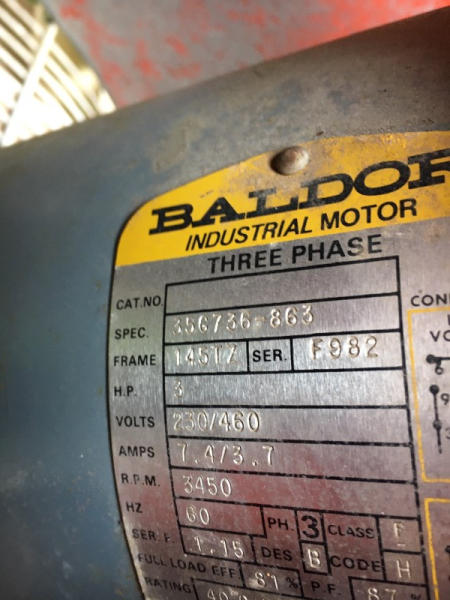 BALDOR
INDUSTRIAL MOTOR
THREE PHASE
CAT.NO.
SPEC. 35G736-863
FRAME 145TZ SER. F982
H.P. 3
VOLTS 230/460
AMPS 7.4/3.7
R.P.M. 3450
HZ 60 PH. 3 CLASS F
SER. F. 1.15 DES B CODE H
FULL LOAD EFF. 81 % P.F. 87 %
RATING